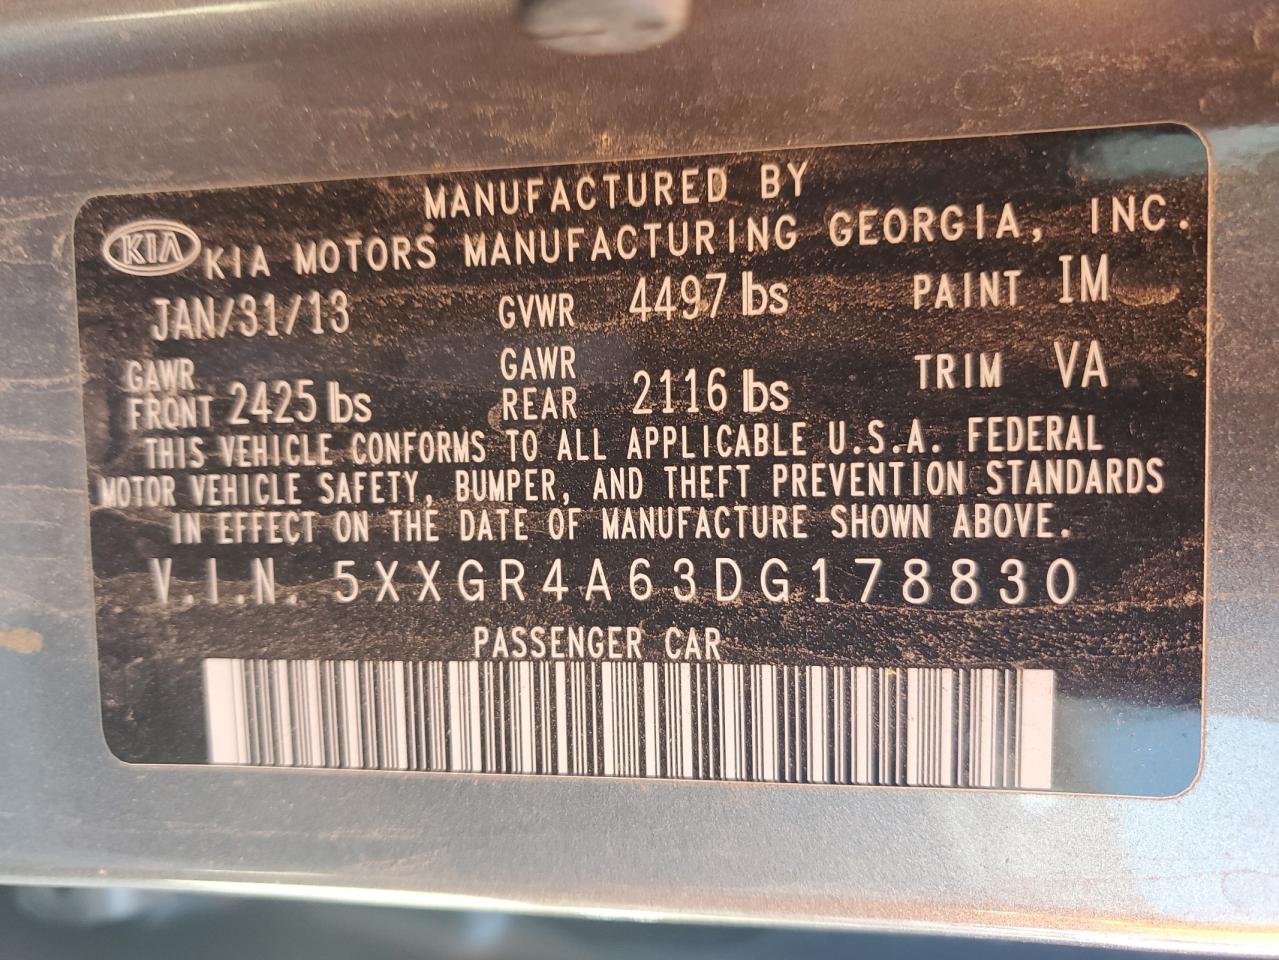 MANUFACTURED BY
KIA KIA MOTORS MANUFACTURING GEORGIA, INC.
JAN/31/13 GVWR 4497 lbs PAINT IM
GAWR FRONT 2425 lbs GAWR REAR 2116 lbs TRIM VA
THIS VEHICLE CONFORMS TO ALL APPLICABLE U.S.A. FEDERAL
MOTOR VEHICLE SAFETY, BUMPER, AND THEFT PREVENTION STANDARDS
IN EFFECT ON THE DATE OF MANUFACTURE SHOWN ABOVE.
V.I.N. 5XXGR4A63DG178830
PASSENGER CAR